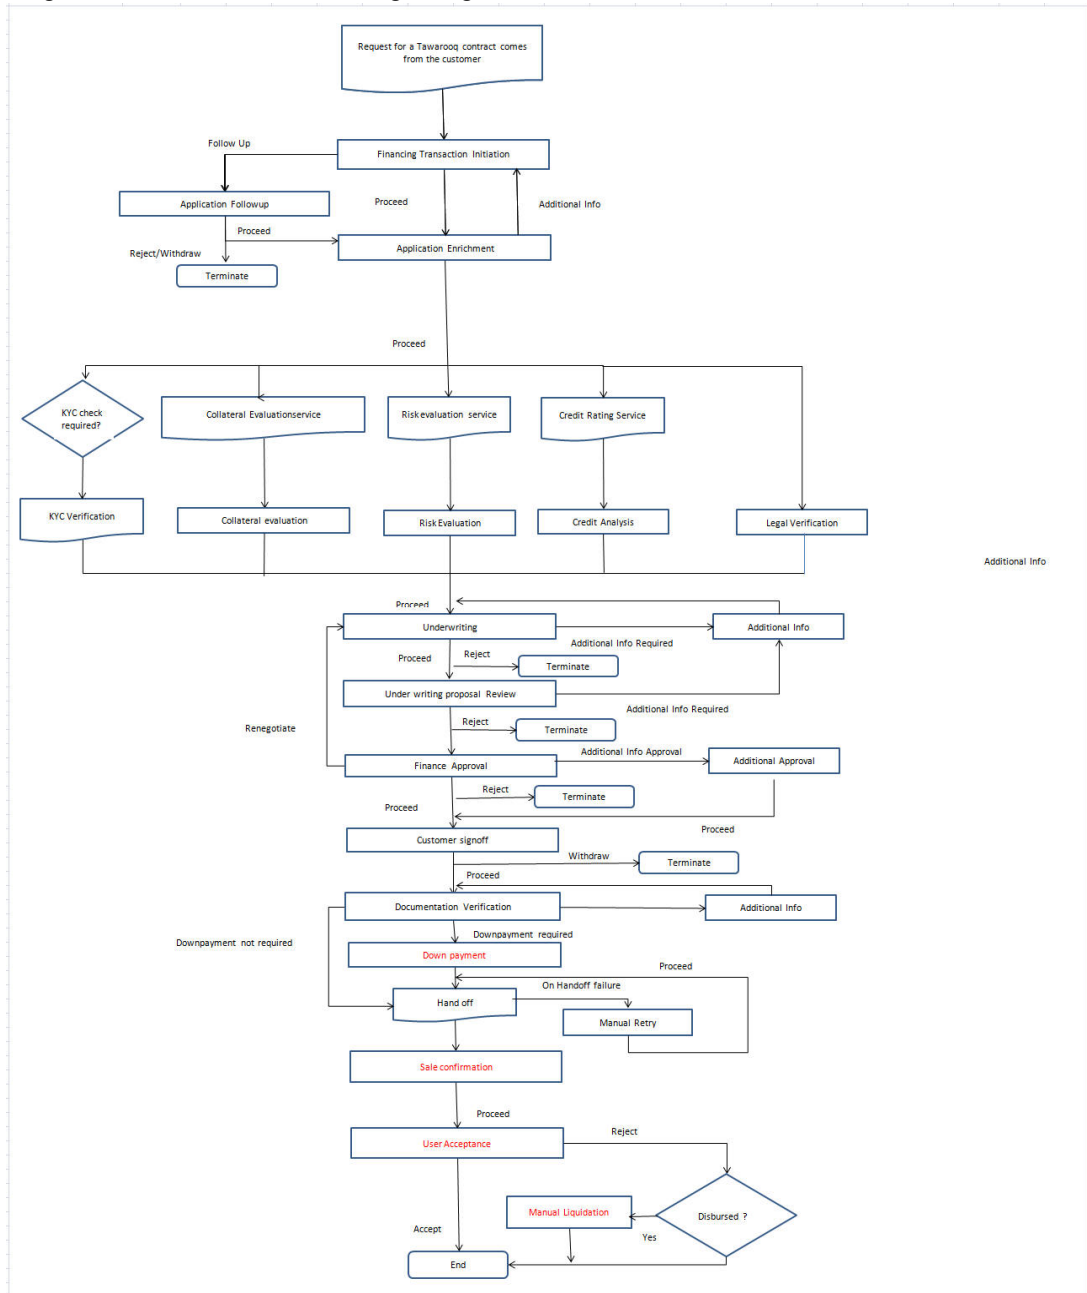 Request for a Tawarooq contract comes
from the customer
Follow Up
Financing Transaction Initiation
Application Followup
Proceed
Additional Info
Proceed
Application Enrichment
Reject/Withdraw
Terminate
Proceed
KYC check
required?
Collateral Evaluationservice
Risk evaluation service
Credit Rating Service
KYC Verification
Collateral evaluation
Risk Evaluation
Credit Analysis
Legal Verification
Additional Info
Proceed
Underwriting
Additional Info
Additional Info Required
Proceed
Reject
Terminate
Under writing proposal Review
Additional Info Required
Renegotiate
Reject
Terminate
Additional Info Approval
Finance Approval
Additional Approval
Reject
Terminate
Proceed
Proceed
Customer signoff
Withdraw
Terminate
Proceed
Documentation Verification
Additional Info
Downpayment not required
Downpayment required
Down payment
Proceed
On Handoff failure
Hand off
Manual Retry
Sale confirmation
Proceed
User Acceptance
Reject
Manual Liquidation
Disbursed ?
Accept
Yes
End